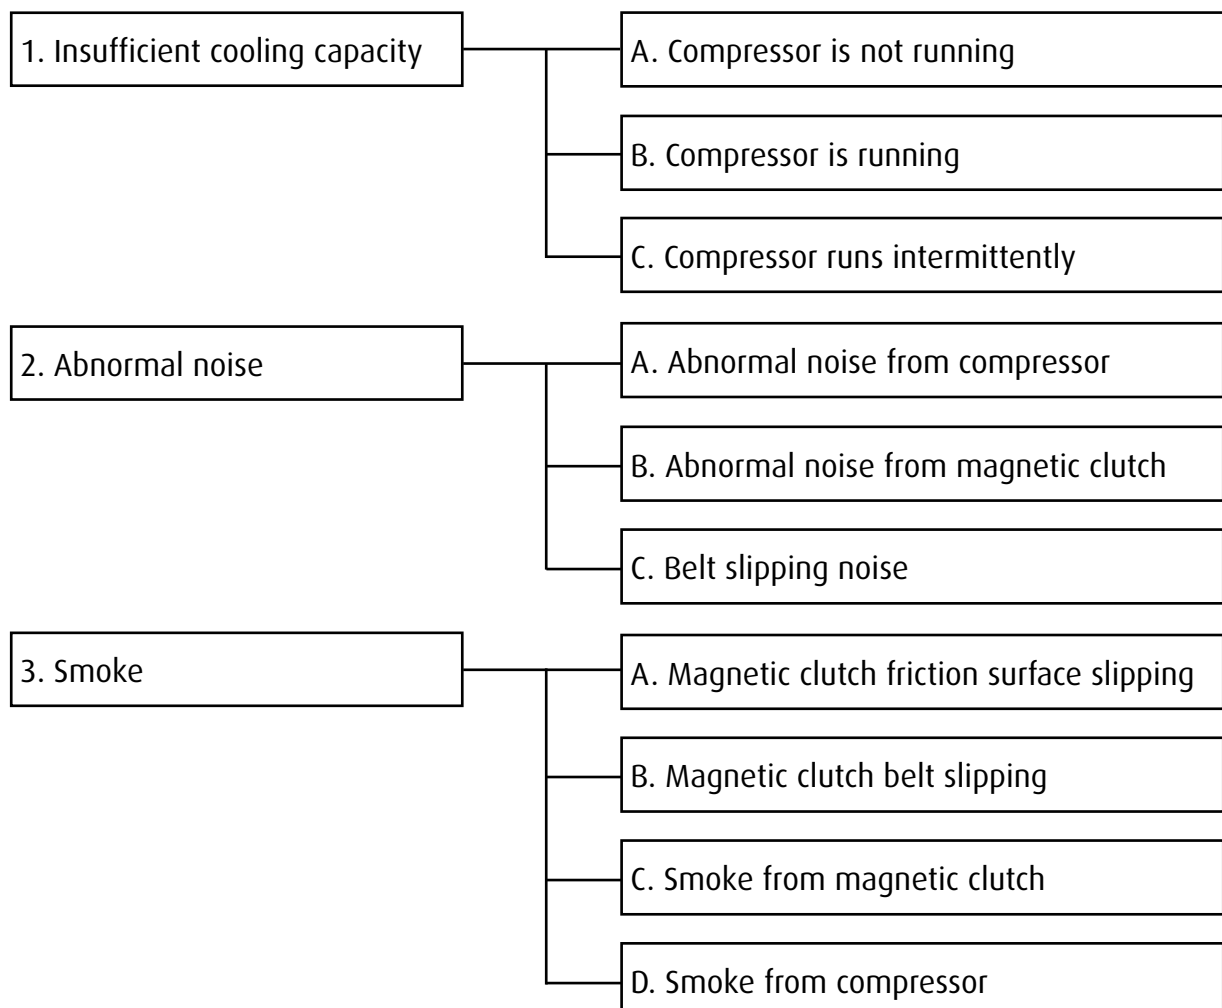 1. Insufficient cooling capacity
A. Compressor is not running
B. Compressor is running
C. Compressor runs intermittently
2. Abnormal noise
A. Abnormal noise from compressor
B. Abnormal noise from magnetic clutch
C. Belt slipping noise
3. Smoke
A. Magnetic clutch friction surface slipping
B. Magnetic clutch belt slipping
C. Smoke from magnetic clutch
D. Smoke from compressor